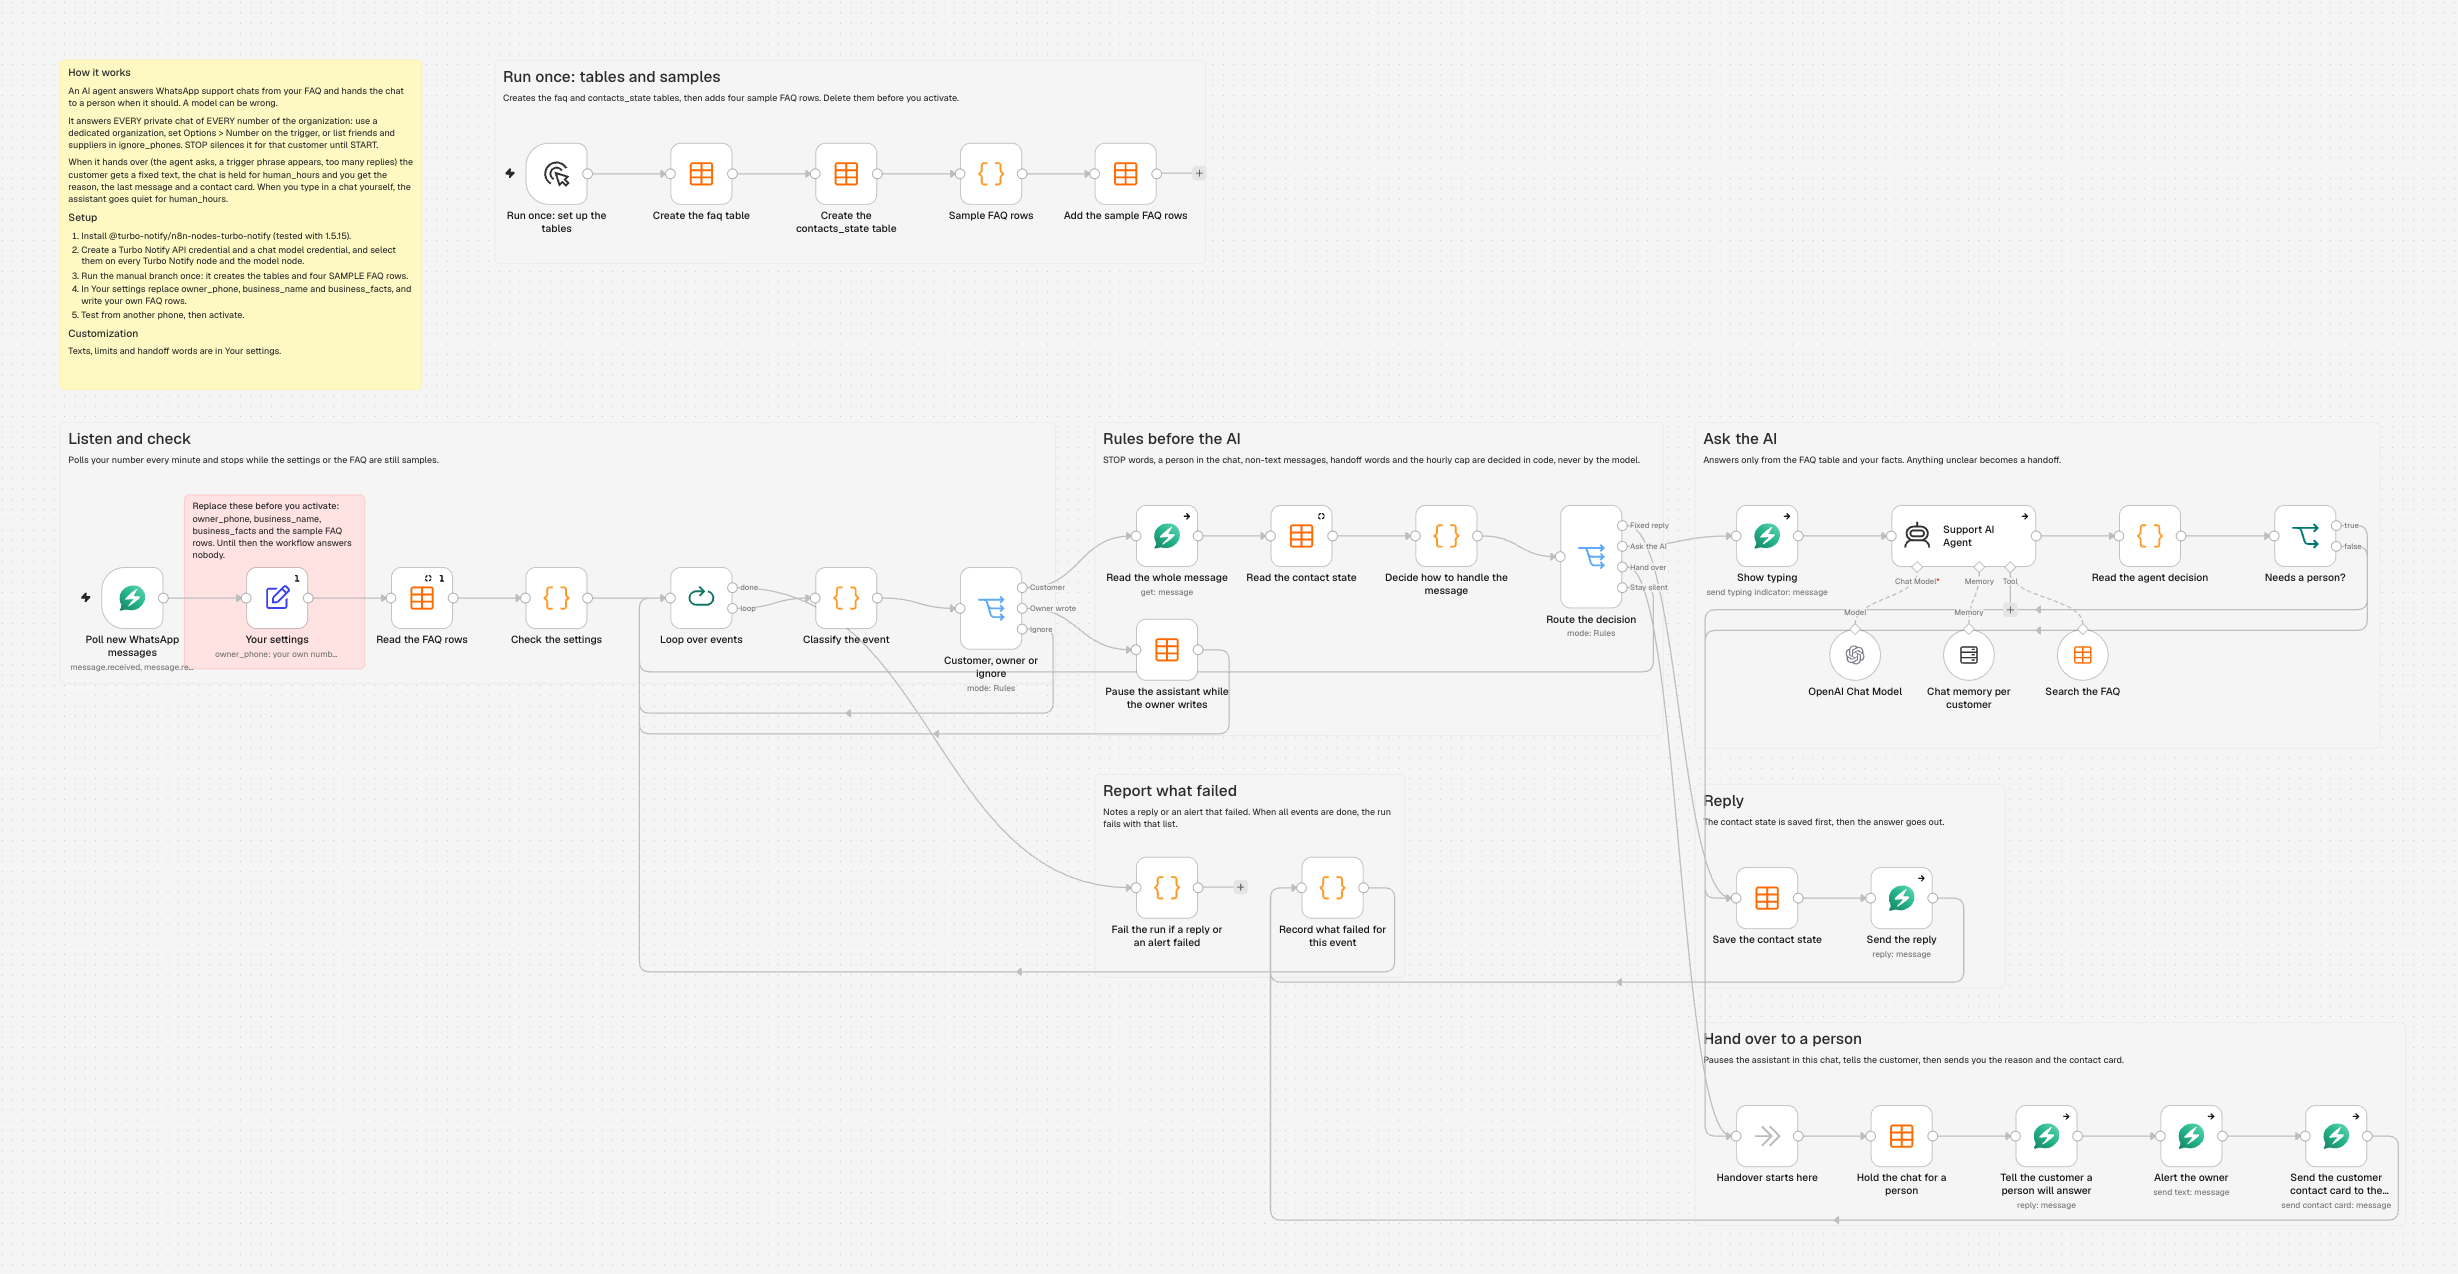 How it works
An AI agent answers WhatsApp support chats from your FAQ and hands the chat
to a person when it should. A model can be wrong.
It answers EVERY private chat of EVERY number of the organization: use a
dedicated organization, set Options > Number on the trigger, or list friends and
suppliers in ignore_phones. STOP silences it for that customer until START.
When it hands over (the agent asks, a trigger phrase appears, too many replies) the
customer gets a fixed text, the chat is held for human_hours and you get the
reason, the last message and a contact card. When you type in a chat yourself, the
assistant goes quiet for human_hours.
Setup
1. Install @turbo-notify/n8n-nodes-turbo-notify (tested with 1.5.15).
2. Create a Turbo Notify API credential and a chat model credential, and select
them on every Turbo Notify node and the model node.
3. Run the manual branch once: it creates the tables and four SAMPLE FAQ rows.
4. In Your settings replace owner_phone, business_name and business_facts, and
write your own FAQ rows.
5. Test from another phone, then activate.
Customization
Texts, limits and handoff words are in Your settings.
Run once: tables and samples
Creates the faq and contacts_state tables, then adds four sample FAQ rows. Delete them before you activate.
Run once: set up the
tables
Create the faq table
Create the
contacts_state table
Sample FAQ rows
Add the sample FAQ rows
Listen and check
Polls your number every minute and stops while the settings or the FAQ are still samples.
Replace these before you activate:
owner_phone, business_name,
business_facts and the sample FAQ
rows. Until then the workflow answers
nobody.
Poll new WhatsApp
messages
message.received, message.re...
1
Your settings
owner_phone: your own numb...
1
Read the FAQ rows
Check the settings
done
loop
Loop over events
Classify the event
Customer
Owner wrote
Ignore
Customer, owner or
ignore
mode: Rules
Rules before the AI
STOP words, a person in the chat, non-text messages, handoff words and the hourly cap are decided in code, never by the model.
Read the whole message
get: message
Read the contact state
Decide how to handle the
message
Fixed reply
Ask the AI
Hand over
Stay silent
Route the decision
mode: Rules
Pause the assistant while
the owner writes
Ask the AI
Answers only from the FAQ table and your facts. Anything unclear becomes a handoff.
Show typing
send typing indicator: message
Support AI
Agent
Chat Model*
Memory
Tool
Read the agent decision
true
false
Needs a person?
Model
Memory
OpenAI Chat Model
Chat memory per
customer
Search the FAQ
Report what failed
Notes a reply or an alert that failed. When all events are done, the run
fails with that list.
Fail the run if a reply or
an alert failed
Record what failed for
this event
Reply
The contact state is saved first, then the answer goes out.
Save the contact state
Send the reply
reply: message
Hand over to a person
Pauses the assistant in this chat, tells the customer, then sends you the reason and the contact card.
Handover starts here
Hold the chat for a
person
Tell the customer a
person will answer
reply: message
Alert the owner
send text: message
Send the customer
contact card to the...
send contact card: message